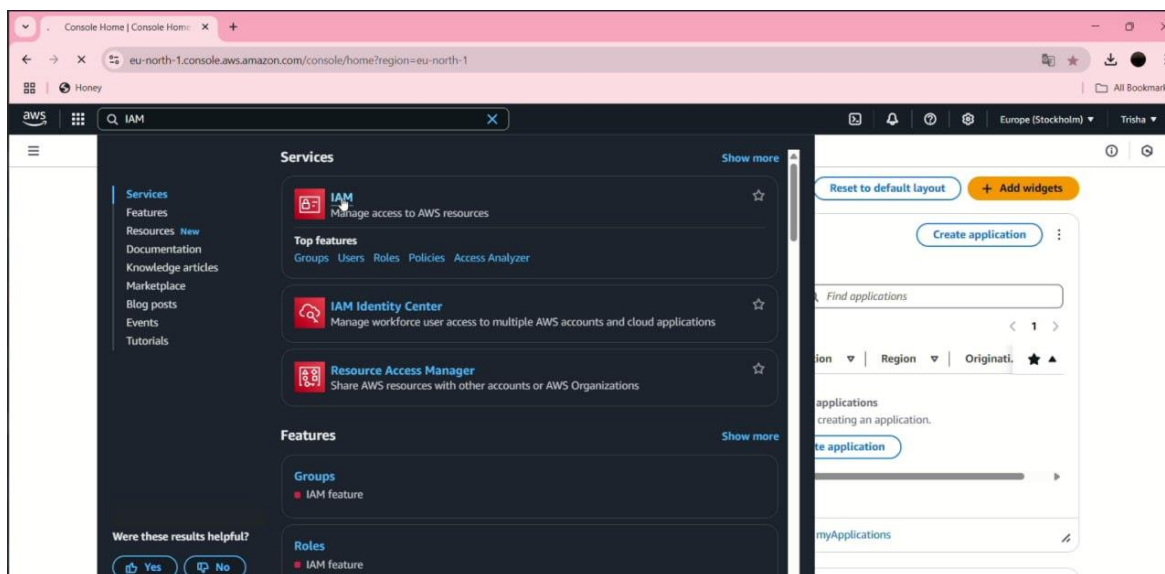 Console Home | Console Home
eu-north-1.console.aws.amazon.com/console/home?region=eu-north-1
Honey
All Bookmar
aws
IAM
Europe (Stockholm)
Trisha
Services
Show more
Services
Features
Resources New
Documentation
Knowledge articles
Marketplace
Blog posts
Events
Tutorials
IAM
Manage access to AWS resources
Top features
Groups Users Roles Policies Access Analyzer
IAM Identity Center
Manage workforce user access to multiple AWS accounts and cloud applications
Resource Access Manager
Share AWS resources with other accounts or AWS Organizations
Features
Show more
Groups
IAM feature
Roles
IAM feature
Were these results helpful?
Yes No
Reset to default layout
+ Add widgets
Create application
Find applications
1
ion Region Originati.
applications
creating an application.
te application
myApplications